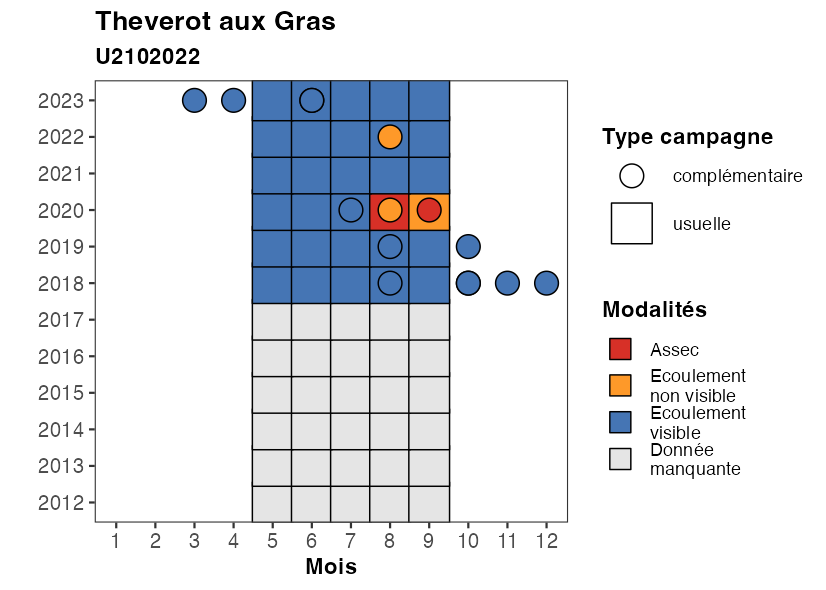 Theverot aux Gras
U2102022
2023
2022
2021
2020
2019
2018
2017
2016
2015
2014
2013
2012
1 2 3 4 5 6 7 8 9 10 11 12
Mois
Type campagne
complémentaire
usuelle
Modalités
Assec
Ecoulement
non visible
Ecoulement
visible
Donnée
manquante